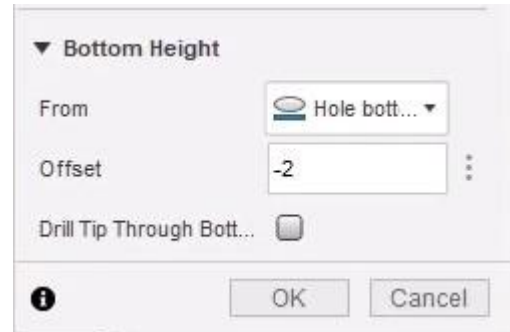 Bottom Height
From
Hole bott...
Offset
-2
Drill Tip Through Bott...
OK
Cancel